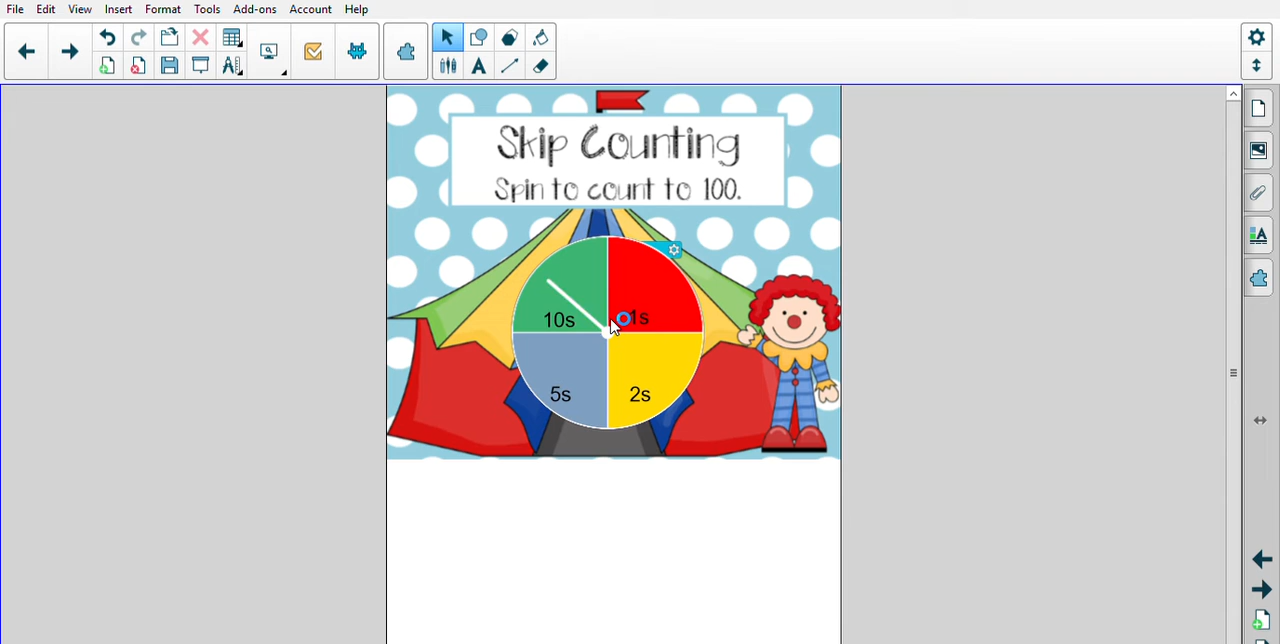 File Edit View Insert Format Tools Add-ons Account Help
Skip Counting
Spin to count to 100.
10s 1s
5s 2s